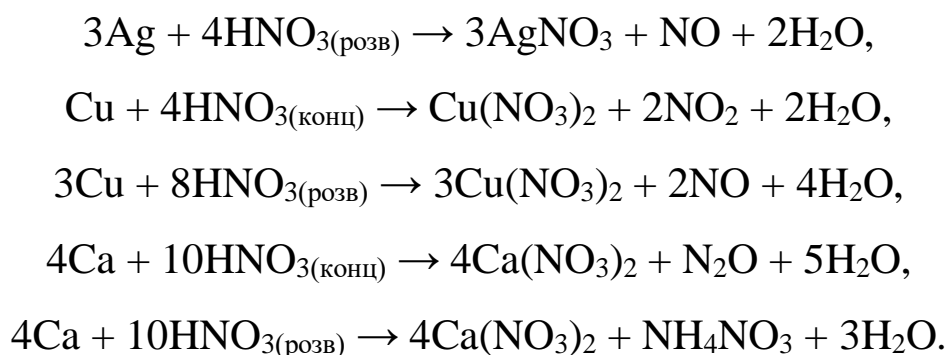 3Ag + 4HNO₃₍розв₎ → 3AgNO₃ + NO + 2H₂O,
Cu + 4HNO₃₍конц₎ → Cu(NO₃)₂ + 2NO₂ + 2H₂O,
3Cu + 8HNO₃₍розв₎ → 3Cu(NO₃)₂ + 2NO + 4H₂O,
4Ca + 10HNO₃₍конц₎ → 4Ca(NO₃)₂ + N₂O + 5H₂O,
4Ca + 10HNO₃₍розв₎ → 4Ca(NO₃)₂ + NH₄NO₃ + 3H₂O.